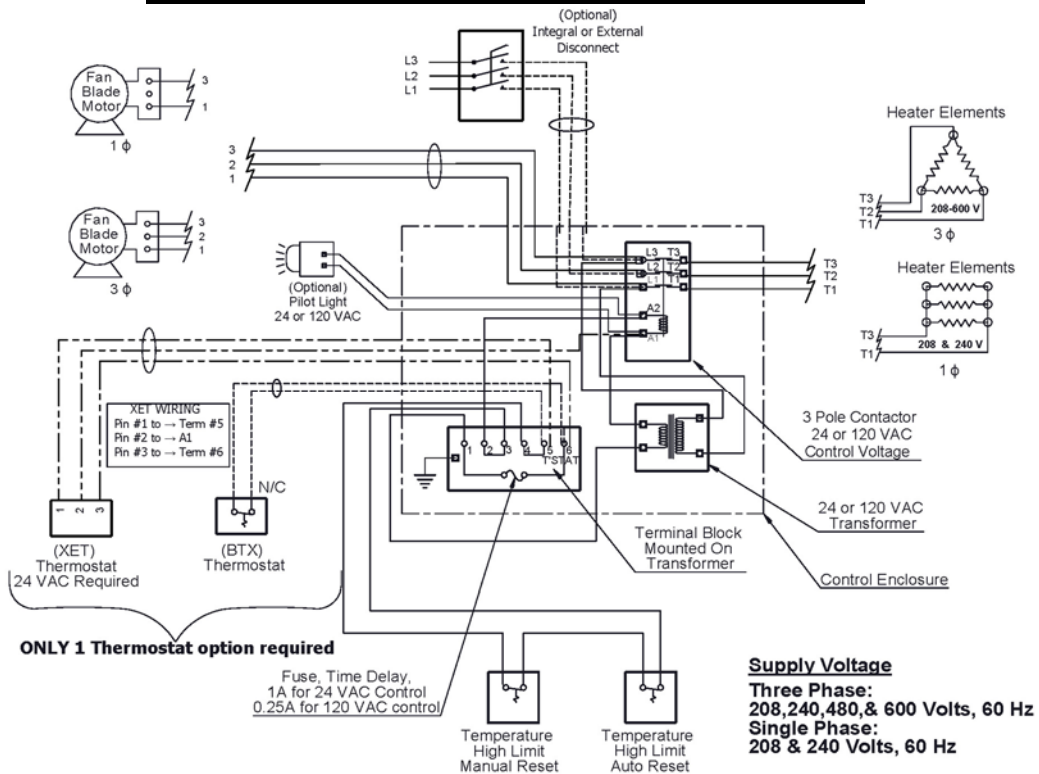 (Optional)
Integral or External
Disconnect
L3
L2
L1
Fan
Blade
Motor
3
1
1 ϕ
3
2
1
Fan
Blade
Motor
3
2
1
3 ϕ
(Optional)
Pilot Light
24 or 120 VAC
L3 T3
L2 T2
L1 T1
A2
A1
T3
T2
T1
Heater Elements
T3
T2
T1
208-600 V
3 ϕ
Heater Elements
T3
T1
208 & 240 V
1 ϕ
XET WIRING
Pin #1 to → Term #5
Pin #2 to → A1
Pin #3 to → Term #6
N/C
1 2 3
(XET)
Thermostat
24 VAC Required
(BTX)
Thermostat
1 2 3 4 5 6
T'STAT
3 Pole Contactor
24 or 120 VAC
Control Voltage
24 or 120 VAC
Transformer
Terminal Block
Mounted On
Transformer
Control Enclosure
ONLY 1 Thermostat option required
Fuse, Time Delay,
1A for 24 VAC Control
0.25A for 120 VAC control
Temperature
High Limit
Manual Reset
Temperature
High Limit
Auto Reset
Supply Voltage
Three Phase:
208,240,480,& 600 Volts, 60 Hz
Single Phase:
208 & 240 Volts, 60 Hz